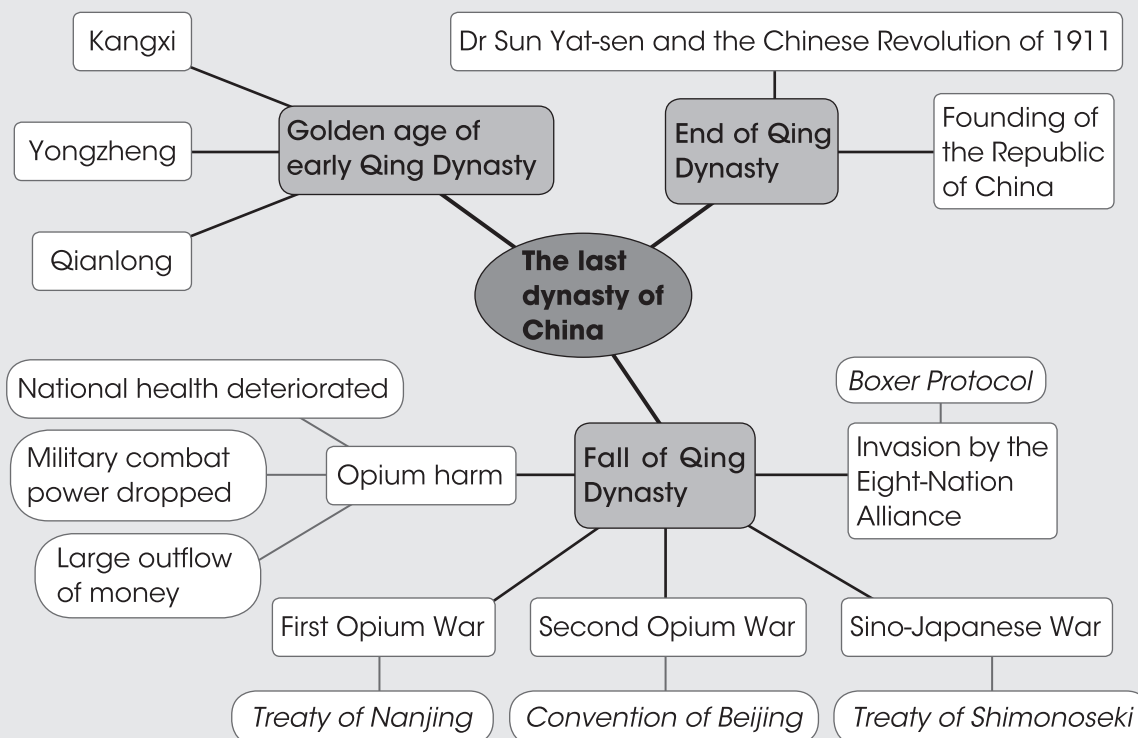 Kangxi
Dr Sun Yat-sen and the Chinese Revolution of 1911
Golden age of
early Qing Dynasty
Yongzheng
Qianlong
End of Qing
Dynasty
Founding of
the Republic
of China
The last
dynasty of
China
National health deteriorated
Military combat
power dropped
Large outflow
of money
Opium harm
Fall of Qing
Dynasty
Boxer Protocol
Invasion by the
Eight-Nation
Alliance
First Opium War
Second Opium War
Sino-Japanese War
Treaty of Nanjing
Convention of Beijing
Treaty of Shimonoseki